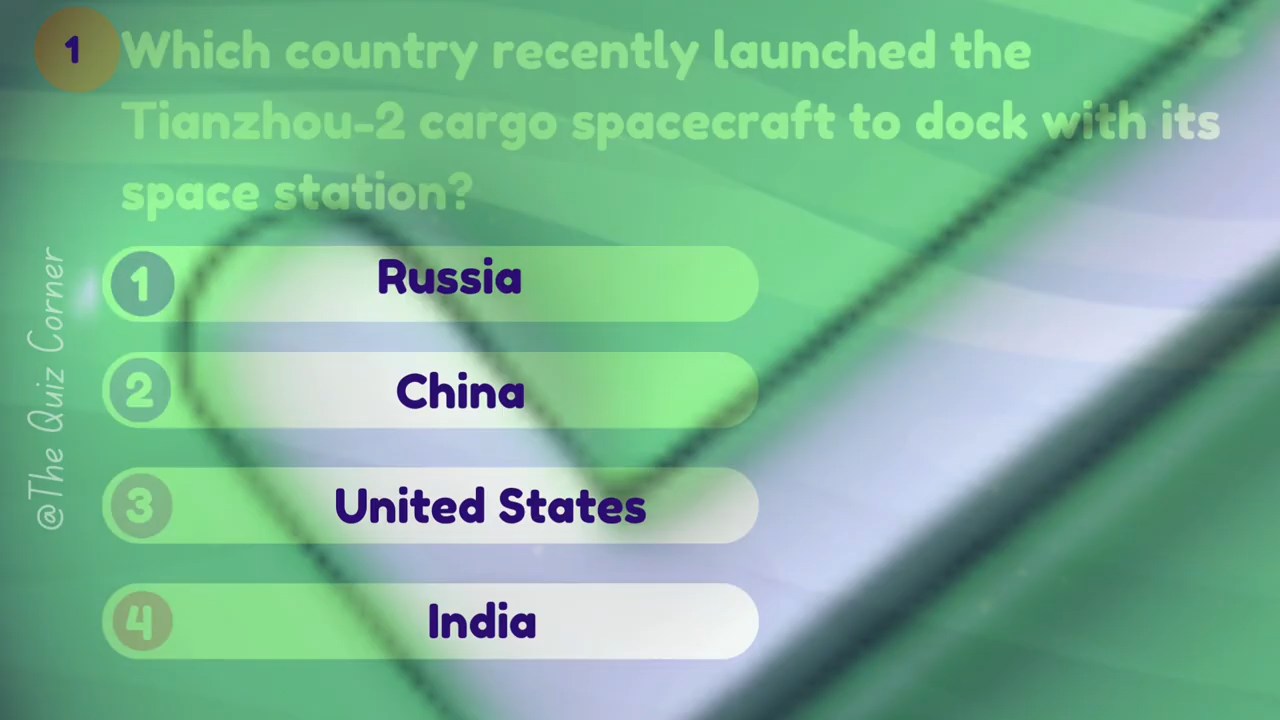 1
Which country recently launched the
Tianzhou-2 cargo spacecraft to dock with its
space station?
1 Russia
2 China
3 United States
4 India
@The Quiz Corner